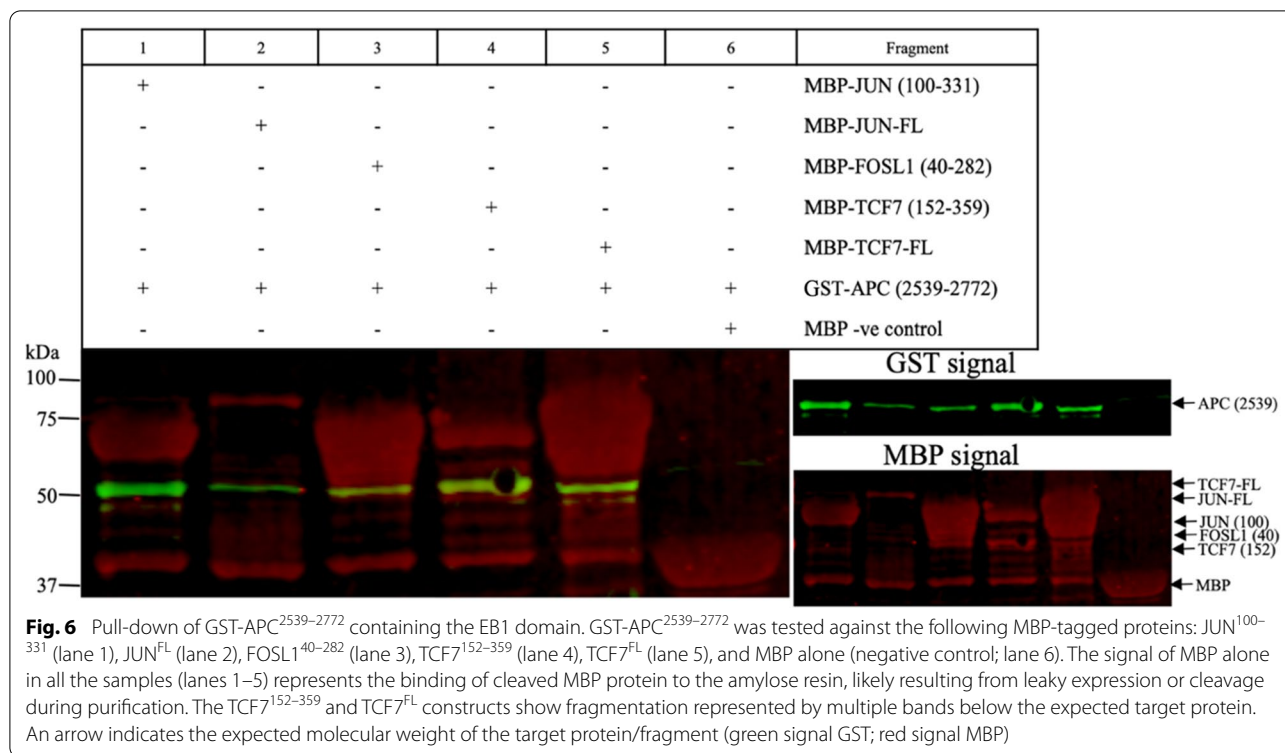 1 2 3 4 5 6 Fragment
+ - - - - - MBP-JUN (100-331)
- + - - - - MBP-JUN-FL
- - + - - - MBP-FOSL1 (40-282)
- - - + - - MBP-TCF7 (152-359)
- - - - + - MBP-TCF7-FL
+ + + + + + GST-APC (2539-2772)
- - - - - + MBP -ve control
kDa
100
75
50
37
GST signal
APC (2539)
MBP signal
TCF7-FL
JUN-FL
JUN (100)
FOSL1 (40)
TCF7 (152)
MBP
Fig. 6 Pull-down of GST-APC2539–2772 containing the EB1 domain. GST-APC2539–2772 was tested against the following MBP-tagged proteins: JUN100–
331 (lane 1), JUNFL (lane 2), FOSL140–282 (lane 3), TCF7152–359 (lane 4), TCF7FL (lane 5), and MBP alone (negative control; lane 6). The signal of MBP alone
in all the samples (lanes 1–5) represents the binding of cleaved MBP protein to the amylose resin, likely resulting from leaky expression or cleavage
during purification. The TCF7152–359 and TCF7FL constructs show fragmentation represented by multiple bands below the expected target protein.
An arrow indicates the expected molecular weight of the target protein/fragment (green signal GST; red signal MBP)